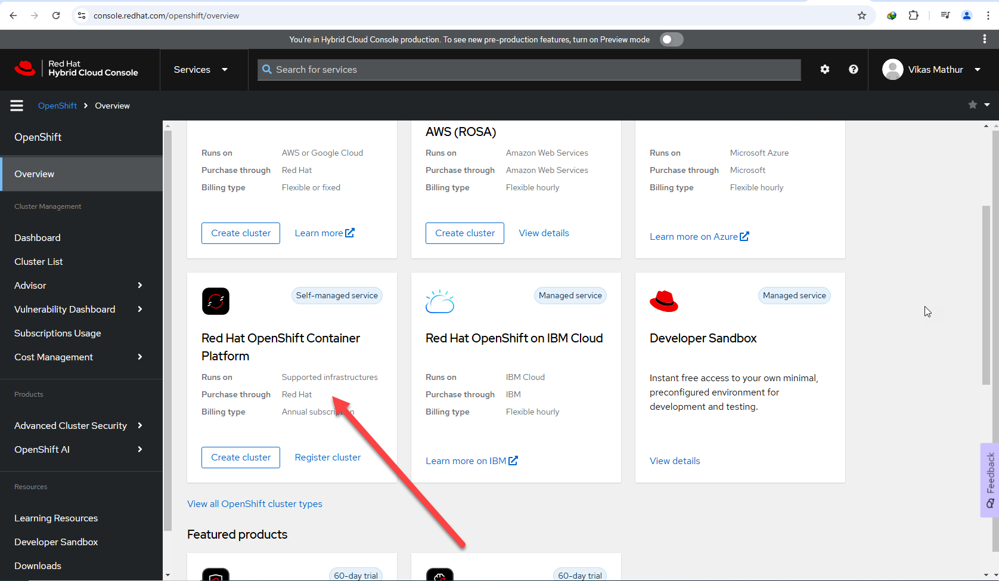 console.redhat.com/openshift/overview
You're in Hybrid Cloud Console production. To see new pre-production features, turn on Preview mode
Red Hat
Hybrid Cloud Console
Services
Search for services
Vikas Mathur
OpenShift > Overview
OpenShift
Overview
Cluster Management
Dashboard
Cluster List
Advisor
Vulnerability Dashboard
Subscriptions Usage
Cost Management
Products
Advanced Cluster Security
OpenShift AI
Resources
Learning Resources
Developer Sandbox
Downloads
Runs on AWS or Google Cloud
Purchase through Red Hat
Billing type Flexible or fixed
Create cluster Learn more
AWS (ROSA)
Runs on Amazon Web Services
Purchase through Amazon Web Services
Billing type Flexible hourly
Create cluster View details
Runs on Microsoft Azure
Purchase through Microsoft
Billing type Flexible hourly
Learn more on Azure
Self-managed service
Red Hat OpenShift Container
Platform
Runs on Supported infrastructures
Purchase through Red Hat
Billing type Annual subscription
Create cluster Register cluster
Managed service
Red Hat OpenShift on IBM Cloud
Runs on IBM Cloud
Purchase through IBM
Billing type Flexible hourly
Learn more on IBM
Managed service
Developer Sandbox
Instant free access to your own minimal,
preconfigured environment for
development and testing.
View details
View all OpenShift cluster types
Featured products
60-day trial
60-day trial
Feedback